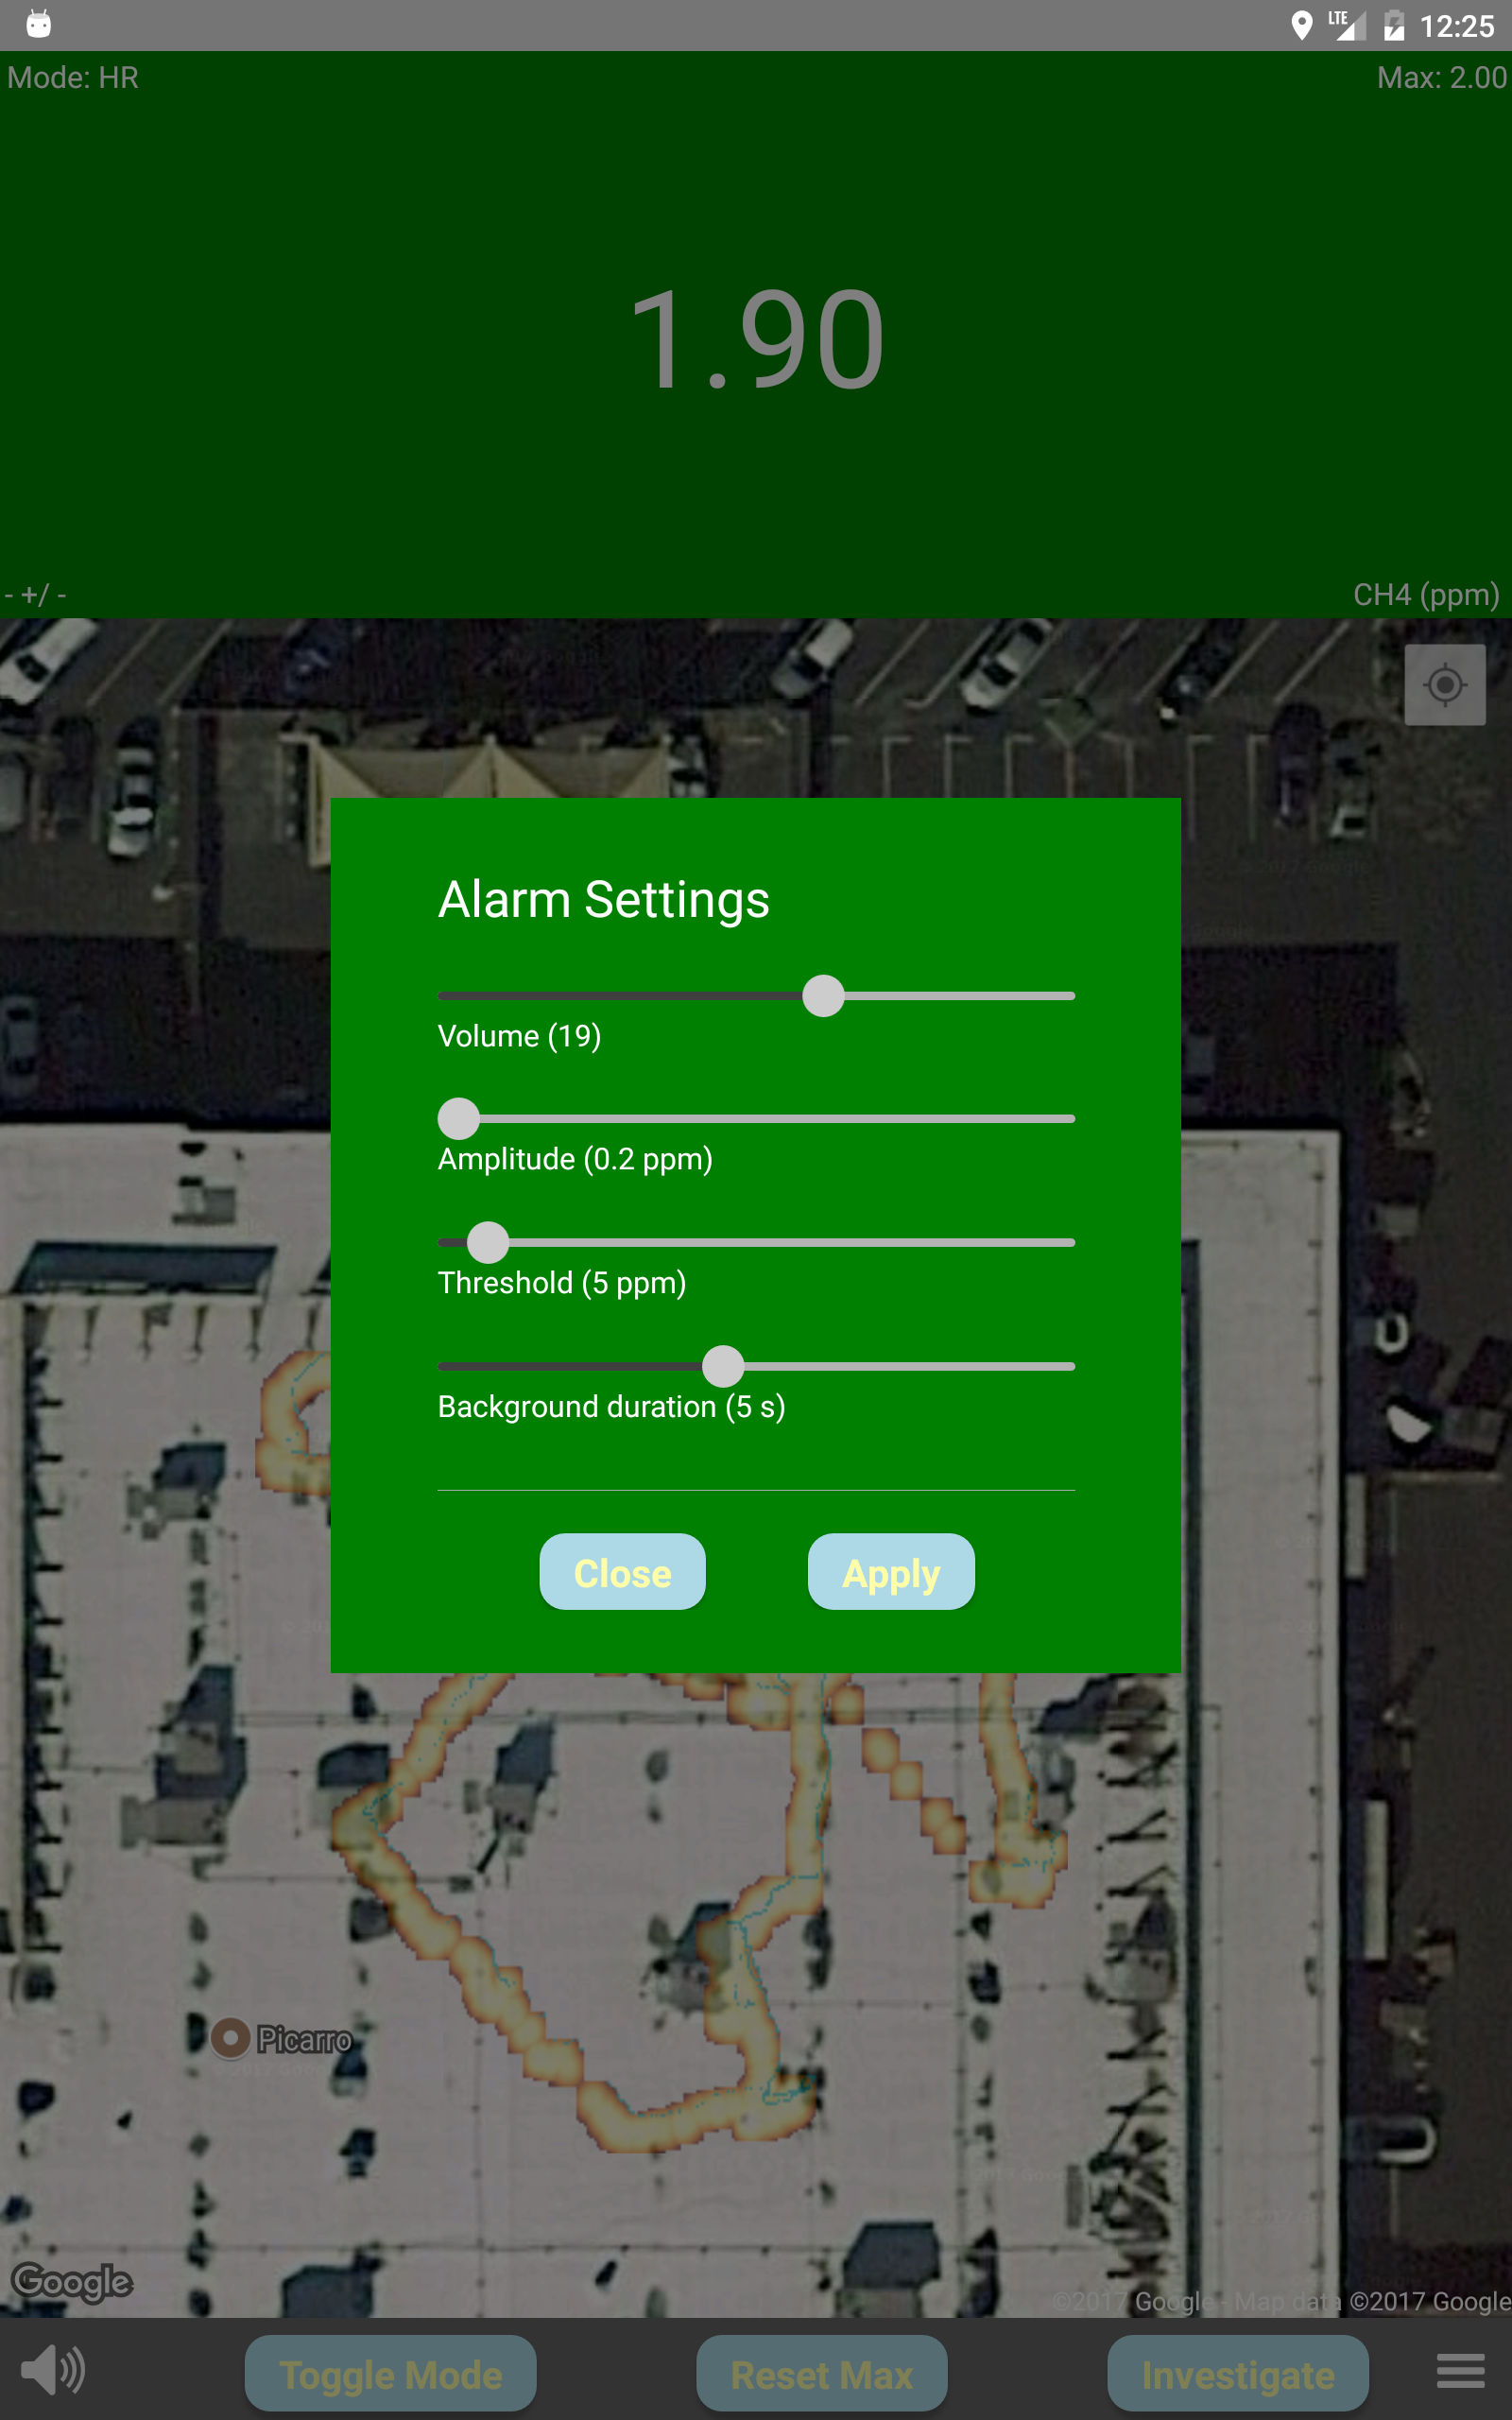 LTE 12:25
Mode: HR Max: 2.00
1.90
- +/ - CH4 (ppm)
Alarm Settings
Volume (19)
Amplitude (0.2 ppm)
Threshold (5 ppm)
Background duration (5 s)
Close Apply
Picarro
Google ©2017 Google - Map data ©2017 Google
Toggle Mode Reset Max Investigate